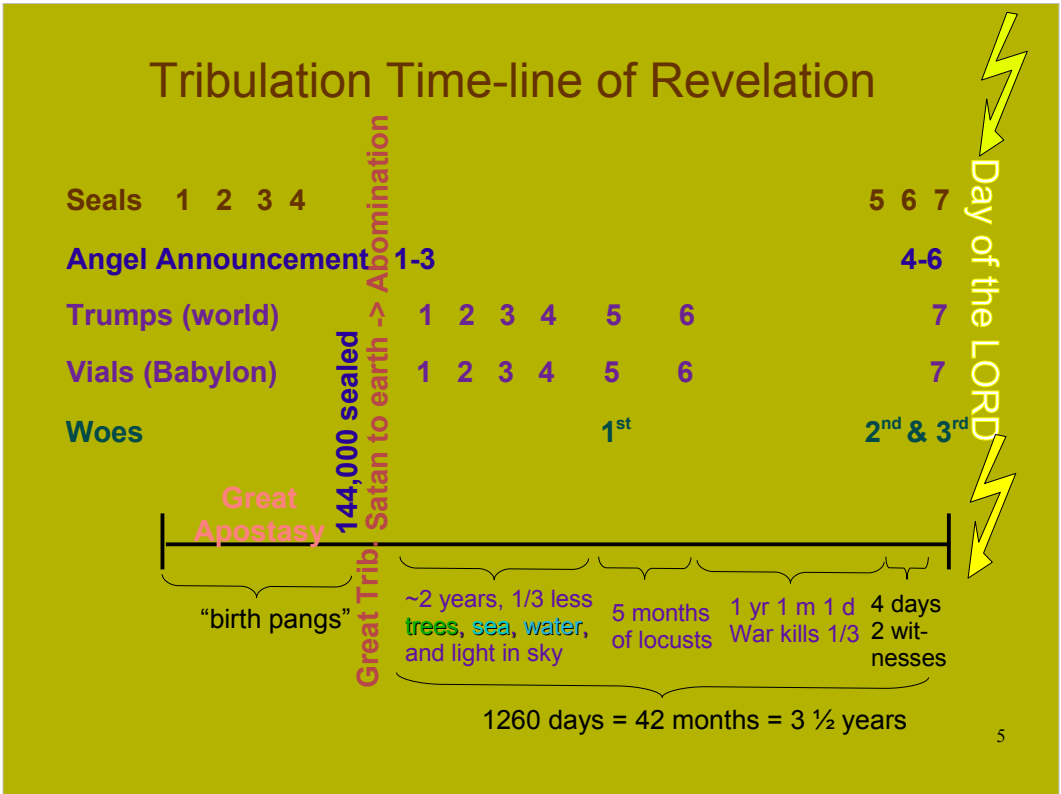 Tribulation Time-line of Revelation
Seals 1 2 3 4 5 6 7
Angel Announcement 1-3 4-6
Trumps (world) 1 2 3 4 5 6 7
Vials (Babylon) 1 2 3 4 5 6 7
Woes 1st 2nd & 3rd
Great
Apostasy
144,000 sealed
Great Trib. Satan to earth -> Abomination
Day of the LORD
“birth pangs”
~2 years, 1/3 less
trees, sea, water,
and light in sky
5 months
of locusts
1 yr 1 m 1 d
War kills 1/3
4 days
2 wit-
nesses
1260 days = 42 months = 3 ½ years
5